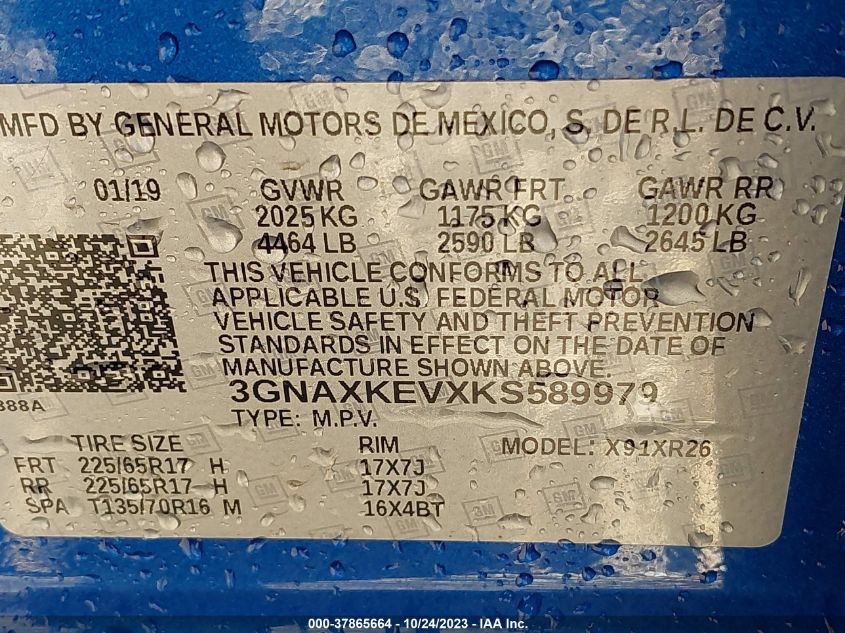 MFD BY GENERAL MOTORS DE MEXICO, S. DE R.L. DE C.V.
01/19 GVWR GAWR FRT GAWR RR
2025 KG 1175 KG 1200 KG
4464 LB 2590 LB 2645 LB
THIS VEHICLE CONFORMS TO ALL
APPLICABLE U.S. FEDERAL MOTOR
VEHICLE SAFETY AND THEFT PREVENTION
STANDARDS IN EFFECT ON THE DATE OF
MANUFACTURE SHOWN ABOVE.
3GNAXKEVXKS589979
388A
TYPE: M.P.V.
TIRE SIZE RIM MODEL: X91XR26
FRT 225/65R17 H 17X7J
RR 225/65R17 H 17X7J
SPA T135/70R16 M 16X4BT
000-37865664 - 10/24/2023 - IAA Inc.